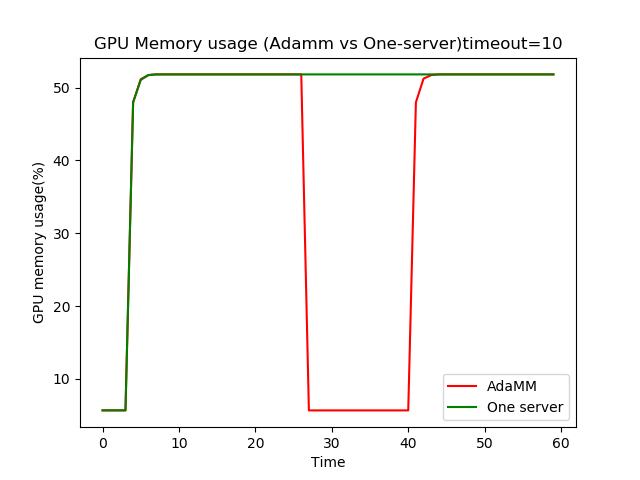 GPU Memory usage (Adamm vs One-server)timeout=10
50
40
30
20
10
GPU memory usage(%)
0 10 20 30 40 50 60
Time
AdaMM
One server